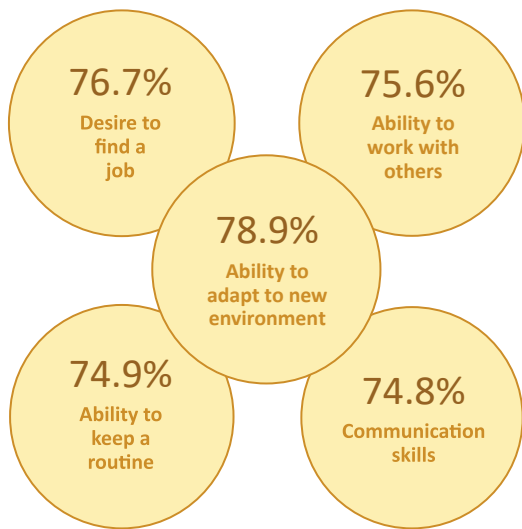 76.7%
Desire to
find a
job
75.6%
Ability to
work with
others
78.9%
Ability to
adapt to new
environment
74.9%
Ability to
keep a
routine
74.8%
Communication
skills